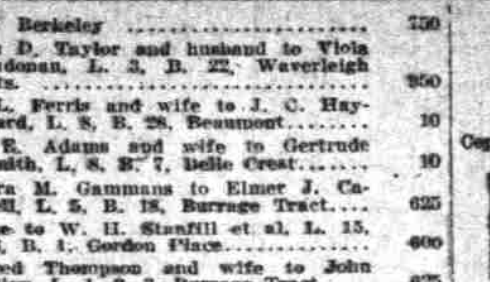 Berkeley .................... 750
D. Taylor and husband to Viola
donan, L. 3, B. 22, Waverleigh
ts. .................... 950
L. Ferris and wife to J. C. Hay-
ard, L. 8, B. 28, Beaumont ........ 10
E. Adams and wife to Gertrude
mith, L. 8, B. 7, Belle Crest ....... 10
ra M. Gammans to Elmer J. Ca-
ill, L. 5, B. 18, Burrage Tract.... 625
e to W. H. Stanfill et al, L. 15,
B. 1, Gordon Place............ 600
ed Thompson and wife to John